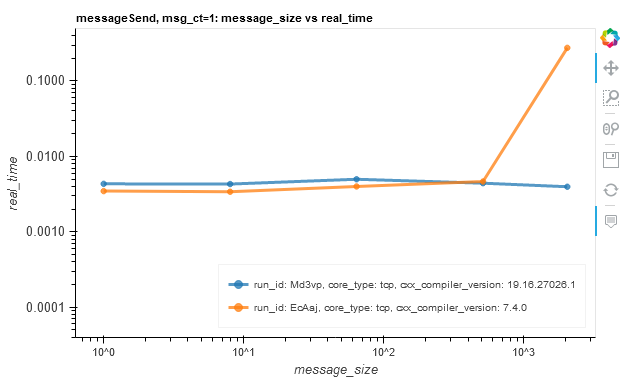 messageSend, msg_ct=1: message_size vs real_time
0.1000
0.0100
0.0010
0.0001
real_time
run_id: Md3vp, core_type: tcp, cxx_compiler_version: 19.16.27026.1
run_id: EcAaj, core_type: tcp, cxx_compiler_version: 7.4.0
10^0
10^1
10^2
10^3
message_size